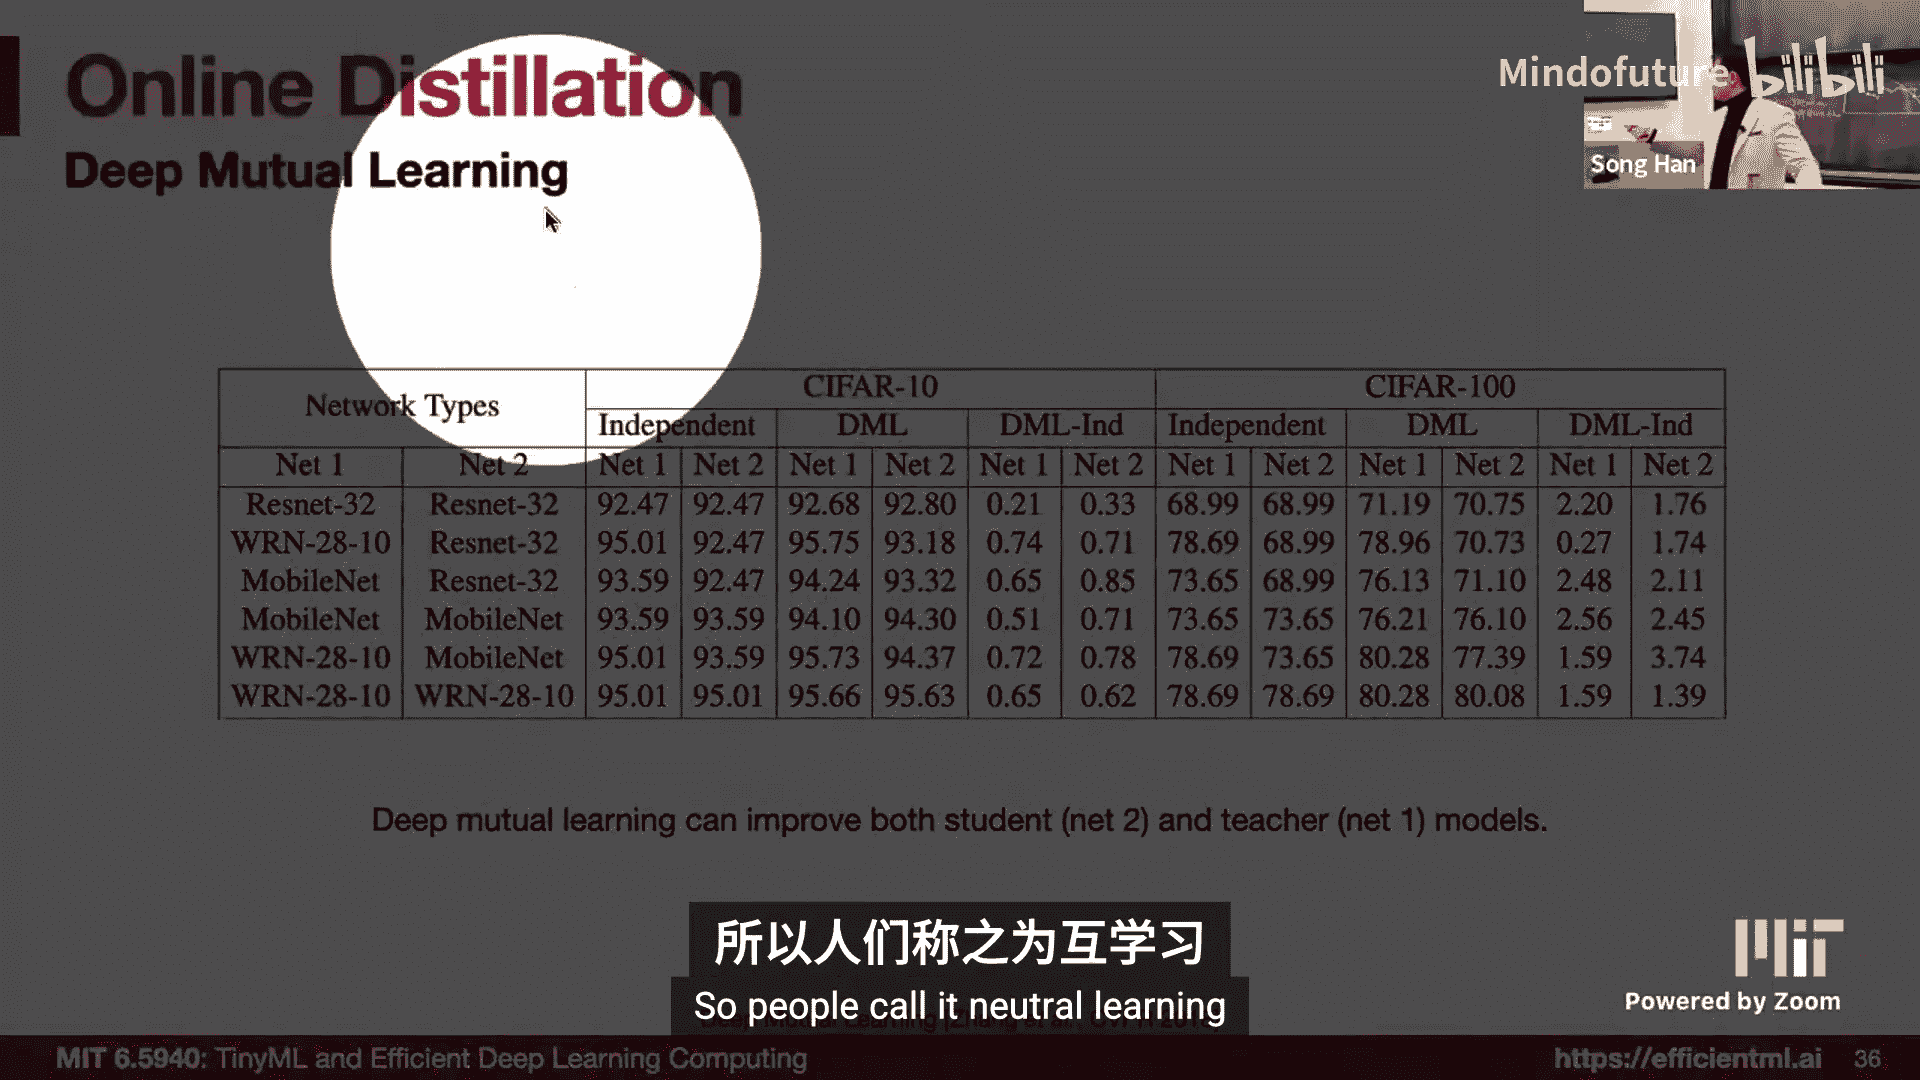 Online Distillation
Deep Mutual Learning
Mindofuture bilibili
Song Han
Network Types CIFAR-10 CIFAR-100
Independent DML DML-Ind Independent DML DML-Ind
Net 1 Net 2 Net 1 Net 2 Net 1 Net 2 Net 1 Net 2 Net 1 Net 2 Net 1 Net 2 Net 1 Net 2
Resnet-32 Resnet-32 92.47 92.47 92.68 92.80 0.21 0.33 68.99 68.99 71.19 70.75 2.20 1.76
WRN-28-10 Resnet-32 95.01 92.47 95.75 93.18 0.74 0.71 78.69 68.99 78.96 70.73 0.27 1.74
MobileNet Resnet-32 93.59 92.47 94.24 93.32 0.65 0.85 73.65 68.99 76.13 71.10 2.48 2.11
MobileNet MobileNet 93.59 93.59 94.10 94.30 0.51 0.71 73.65 73.65 76.21 76.10 2.56 2.45
WRN-28-10 MobileNet 95.01 93.59 95.73 94.37 0.72 0.78 78.69 73.65 80.28 77.39 1.59 3.74
WRN-28-10 WRN-28-10 95.01 95.01 95.66 95.63 0.65 0.62 78.69 78.69 80.28 80.08 1.59 1.39
Deep mutual learning can improve both student (net 2) and teacher (net 1) models.
所以人们称之为互学习
So people call it neutral learning
MIT
Powered by Zoom
MIT 6.5940: TinyML and Efficient Deep Learning Computing
https://efficientml.ai 36